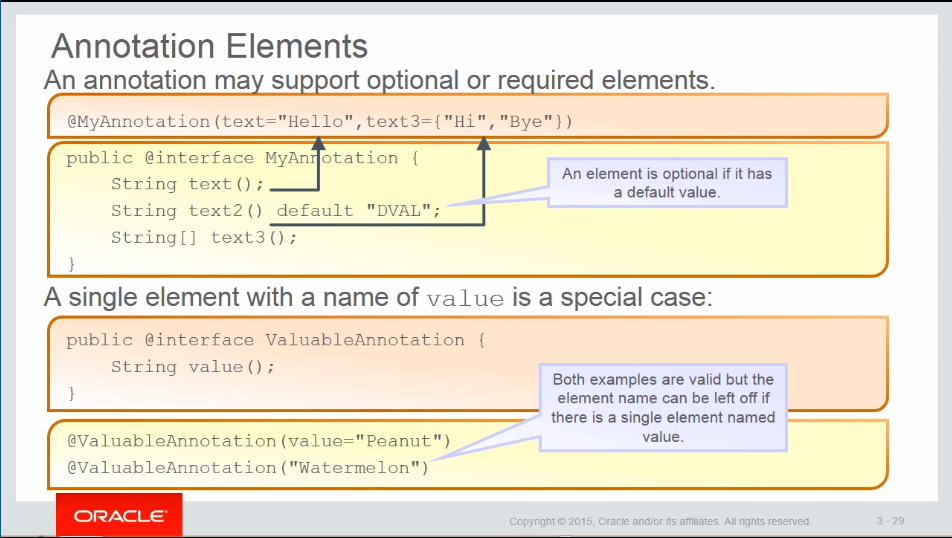 Annotation Elements
An annotation may support optional or required elements.
@MyAnnotation(text="Hello",text3={"Hi","Bye"})
public @interface MyAnnotation {
String text();
String text2() default "DVAL";
String[] text3();
}
An element is optional if it has
a default value.
A single element with a name of value is a special case:
public @interface ValuableAnnotation {
String value();
}
Both examples are valid but the
element name can be left off if
there is a single element named
value.
@ValuableAnnotation(value="Peanut")
@ValuableAnnotation("Watermelon")
ORACLE
Copyright © 2015, Oracle and/or its affiliates. All rights reserved.
3 - 29